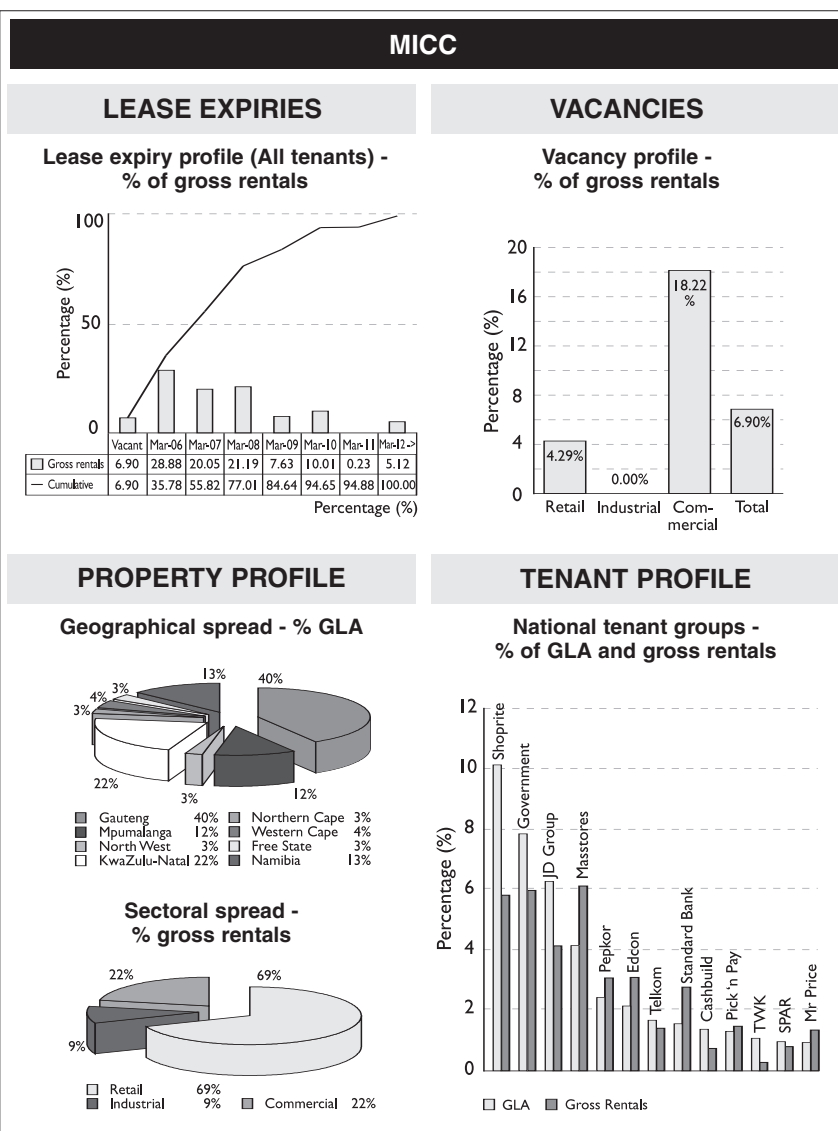 MICC
LEASE EXPIRIES
Lease expiry profile (All tenants) -
% of gross rentals
100
50
0
Percentage (%)
Vacant Mar-06 Mar-07 Mar-08 Mar-09 Mar-10 Mar-11 Mar-12->
Gross rentals 6.90 28.88 20.05 21.19 7.63 10.01 0.23 5.12
Cumulative 6.90 35.78 55.82 77.01 84.64 94.65 94.88 100.00
Percentage (%)
VACANCIES
Vacancy profile -
% of gross rentals
20
16
12
8
4
0
Percentage (%)
4.29%
0.00%
18.22
%
6.90%
Retail Industrial Com- Total
mercial
PROPERTY PROFILE
Geographical spread - % GLA
13%
40%
3%
4%
3%
22%
3%
12%
Gauteng 40% Northern Cape 3%
Mpumalanga 12% Western Cape 4%
North West 3% Free State 3%
KwaZulu-Natal 22% Namibia 13%
Sectoral spread -
% gross rentals
22%
69%
9%
Retail 69%
Industrial 9% Commercial 22%
TENANT PROFILE
National tenant groups -
% of GLA and gross rentals
12
10
8
6
4
2
0
Percentage (%)
Shoprite
Government
JD Group
Masstores
Pepkor
Edcon
Telkom
Standard Bank
Cashbuild
Pick 'n Pay
TWK
SPAR
Mr Price
GLA Gross Rentals